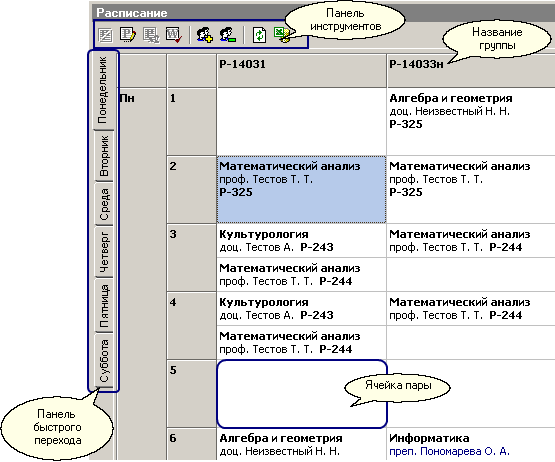 Расписание
Панель
инструментов
Название
группы
Р-14031
Р-14033н
Понедельник
Вторник
Среда
Четверг
Пятница
Суббота
Пн
1
Алгебра и геометрия
доц. Неизвестный Н. Н.
Р-325
2
Математический анализ
проф. Тестов Т. Т.
Р-325
Математический анализ
проф. Тестов Т. Т.
Р-325
3
Культурология
доц. Тестов А. Р-243
Математический анализ
проф. Тестов Т. Т. Р-244
Математический анализ
проф. Тестов Т. Т. Р-244
4
Культурология
доц. Тестов А. Р-243
Математический анализ
проф. Тестов Т. Т. Р-244
Математический анализ
проф. Тестов Т. Т. Р-244
5
Ячейка пары
Панель
быстрого
перехода
6
Алгебра и геометрия
доц. Неизвестный Н. Н.
Информатика
преп. Пономарева О. А.